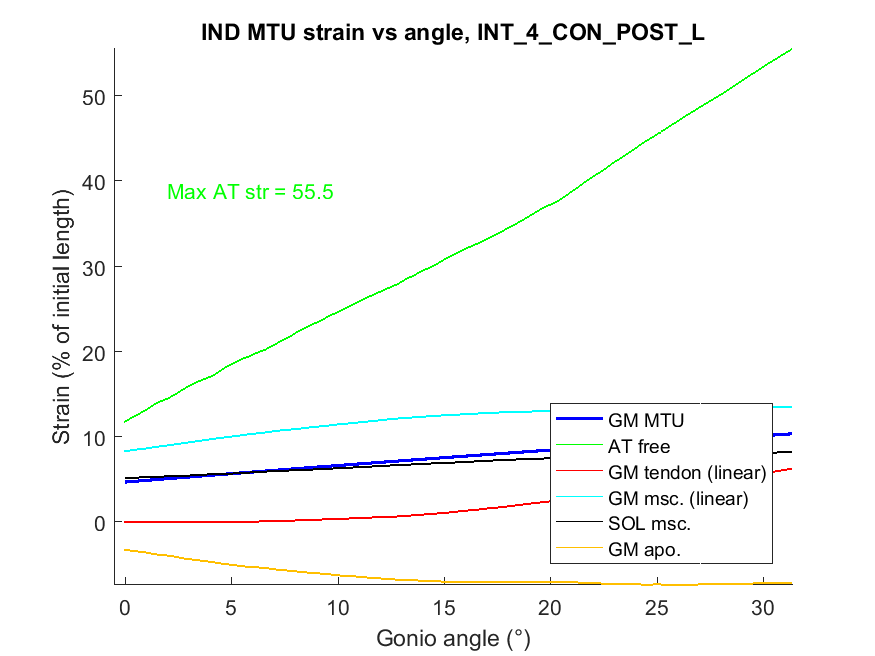 IND MTU strain vs angle, INT_4_CON_POST_L
Strain (% of initial length)
50
40
30
20
10
0
Max AT str = 55.5
GM MTU
AT free
GM tendon (linear)
GM msc. (linear)
SOL msc.
GM apo.
0 5 10 15 20 25 30
Gonio angle (°)